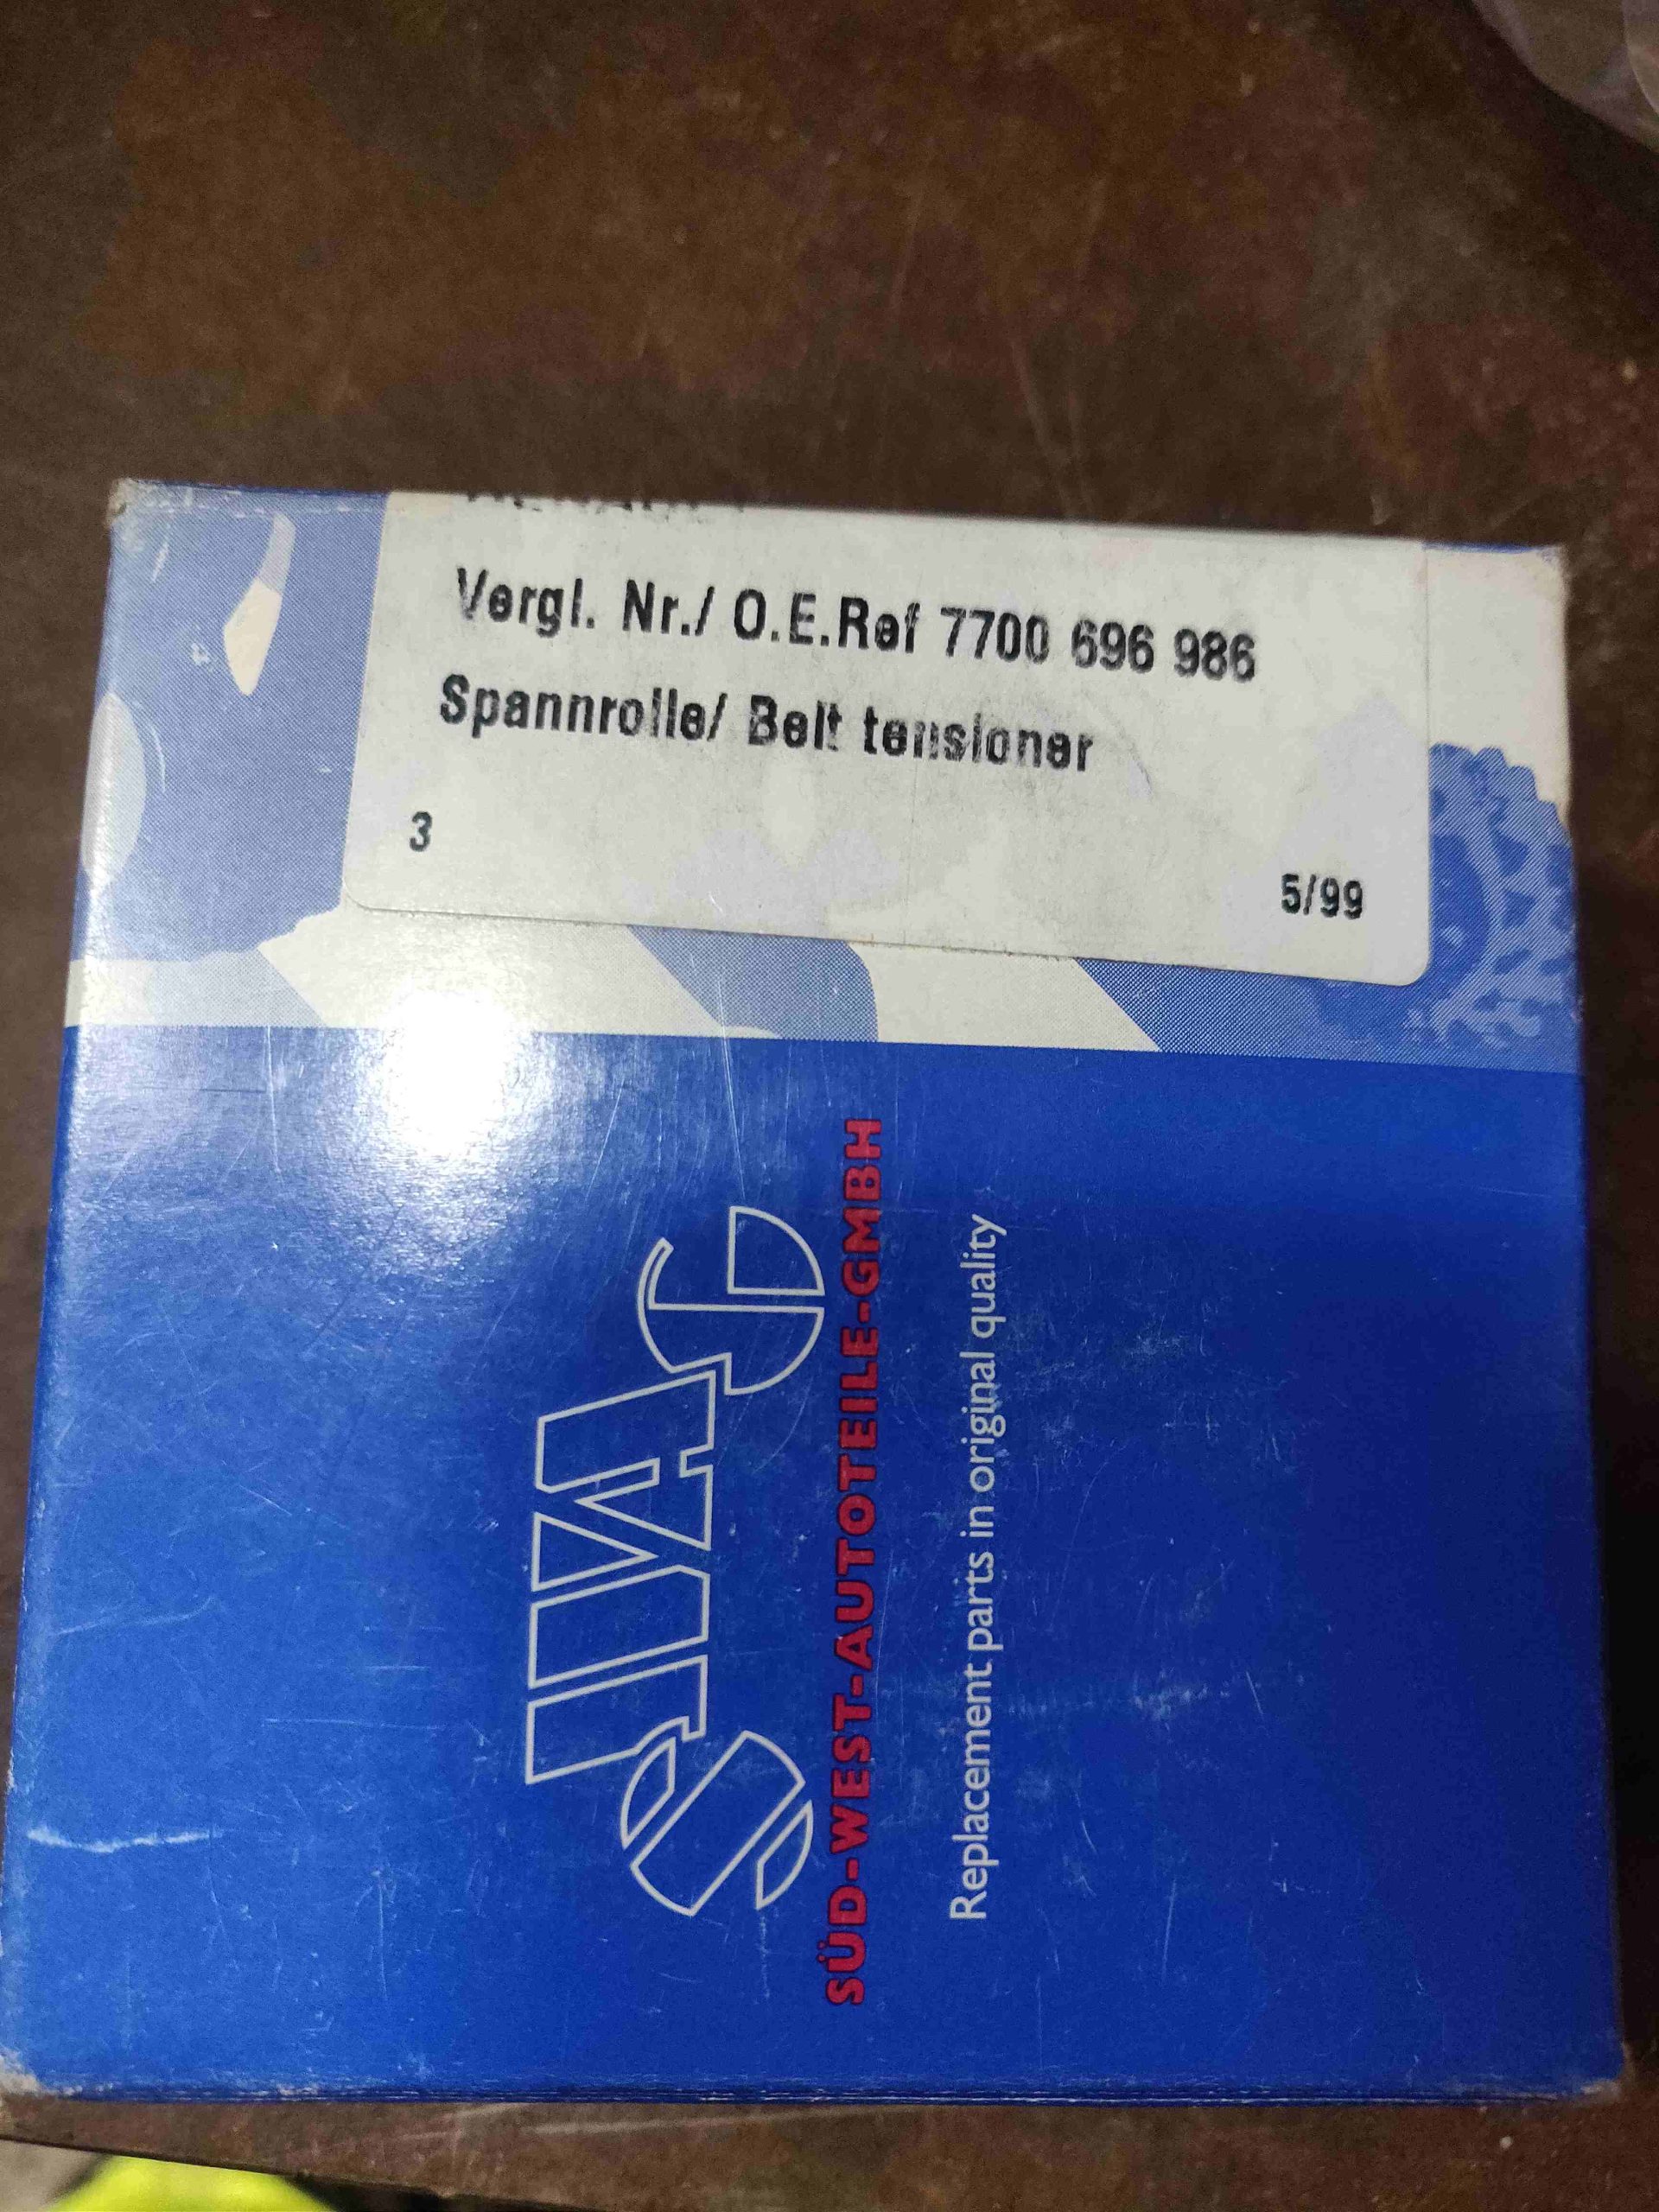 Vergl. Nr./ O.E.Ref 7700 696 986
Spannrolle/ Belt tensioner
3
5/99
SWAG
SÜD-WEST-AUTOTEILE-GMBH
Replacement parts in original quality